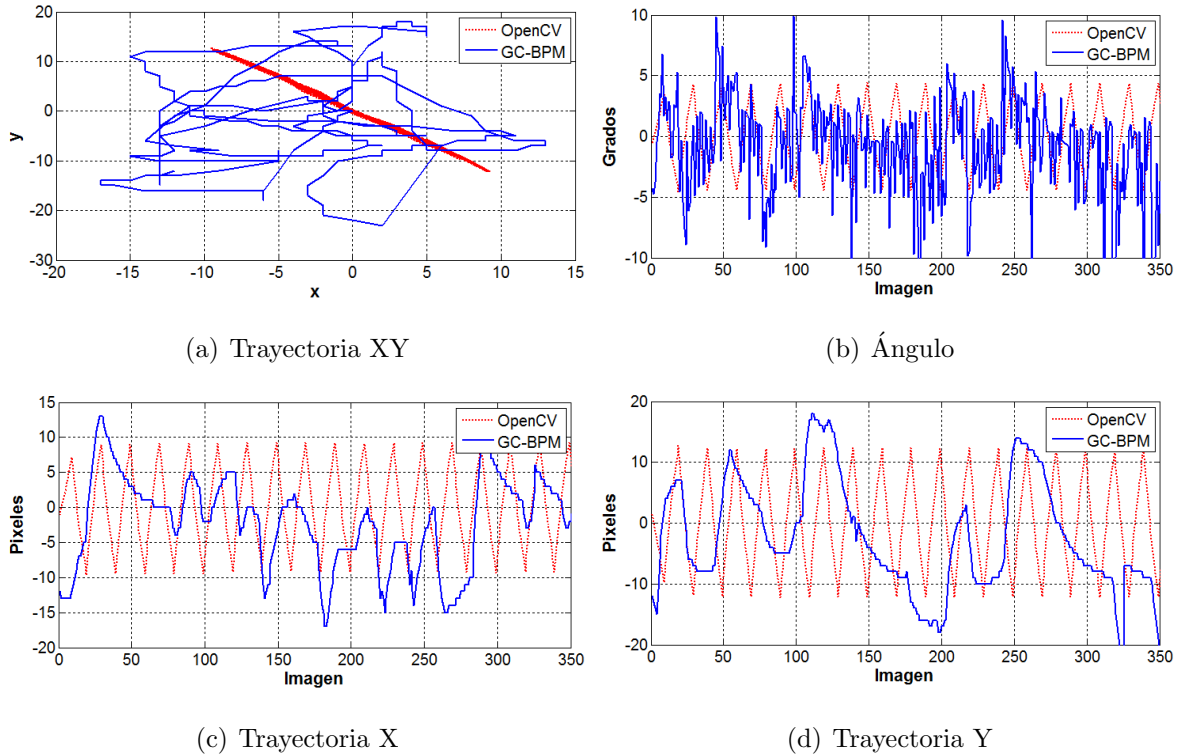 20
10
0
-10
-20
-30
-20
-15
-10
-5
0
5
10
15
y
x
OpenCV
GC-BPM
(a) Trayectoria XY
10
5
0
-5
-10
0
50
100
150
200
250
300
350
Grados
Imagen
OpenCV
GC-BPM
(b) Ángulo
15
10
5
0
-5
-10
-15
-20
0
50
100
150
200
250
300
350
Pixeles
Imagen
OpenCV
GC-BPM
(c) Trayectoria X
20
10
0
-10
-20
0
50
100
150
200
250
300
350
Pixeles
Imagen
OpenCV
GC-BPM
(d) Trayectoria Y